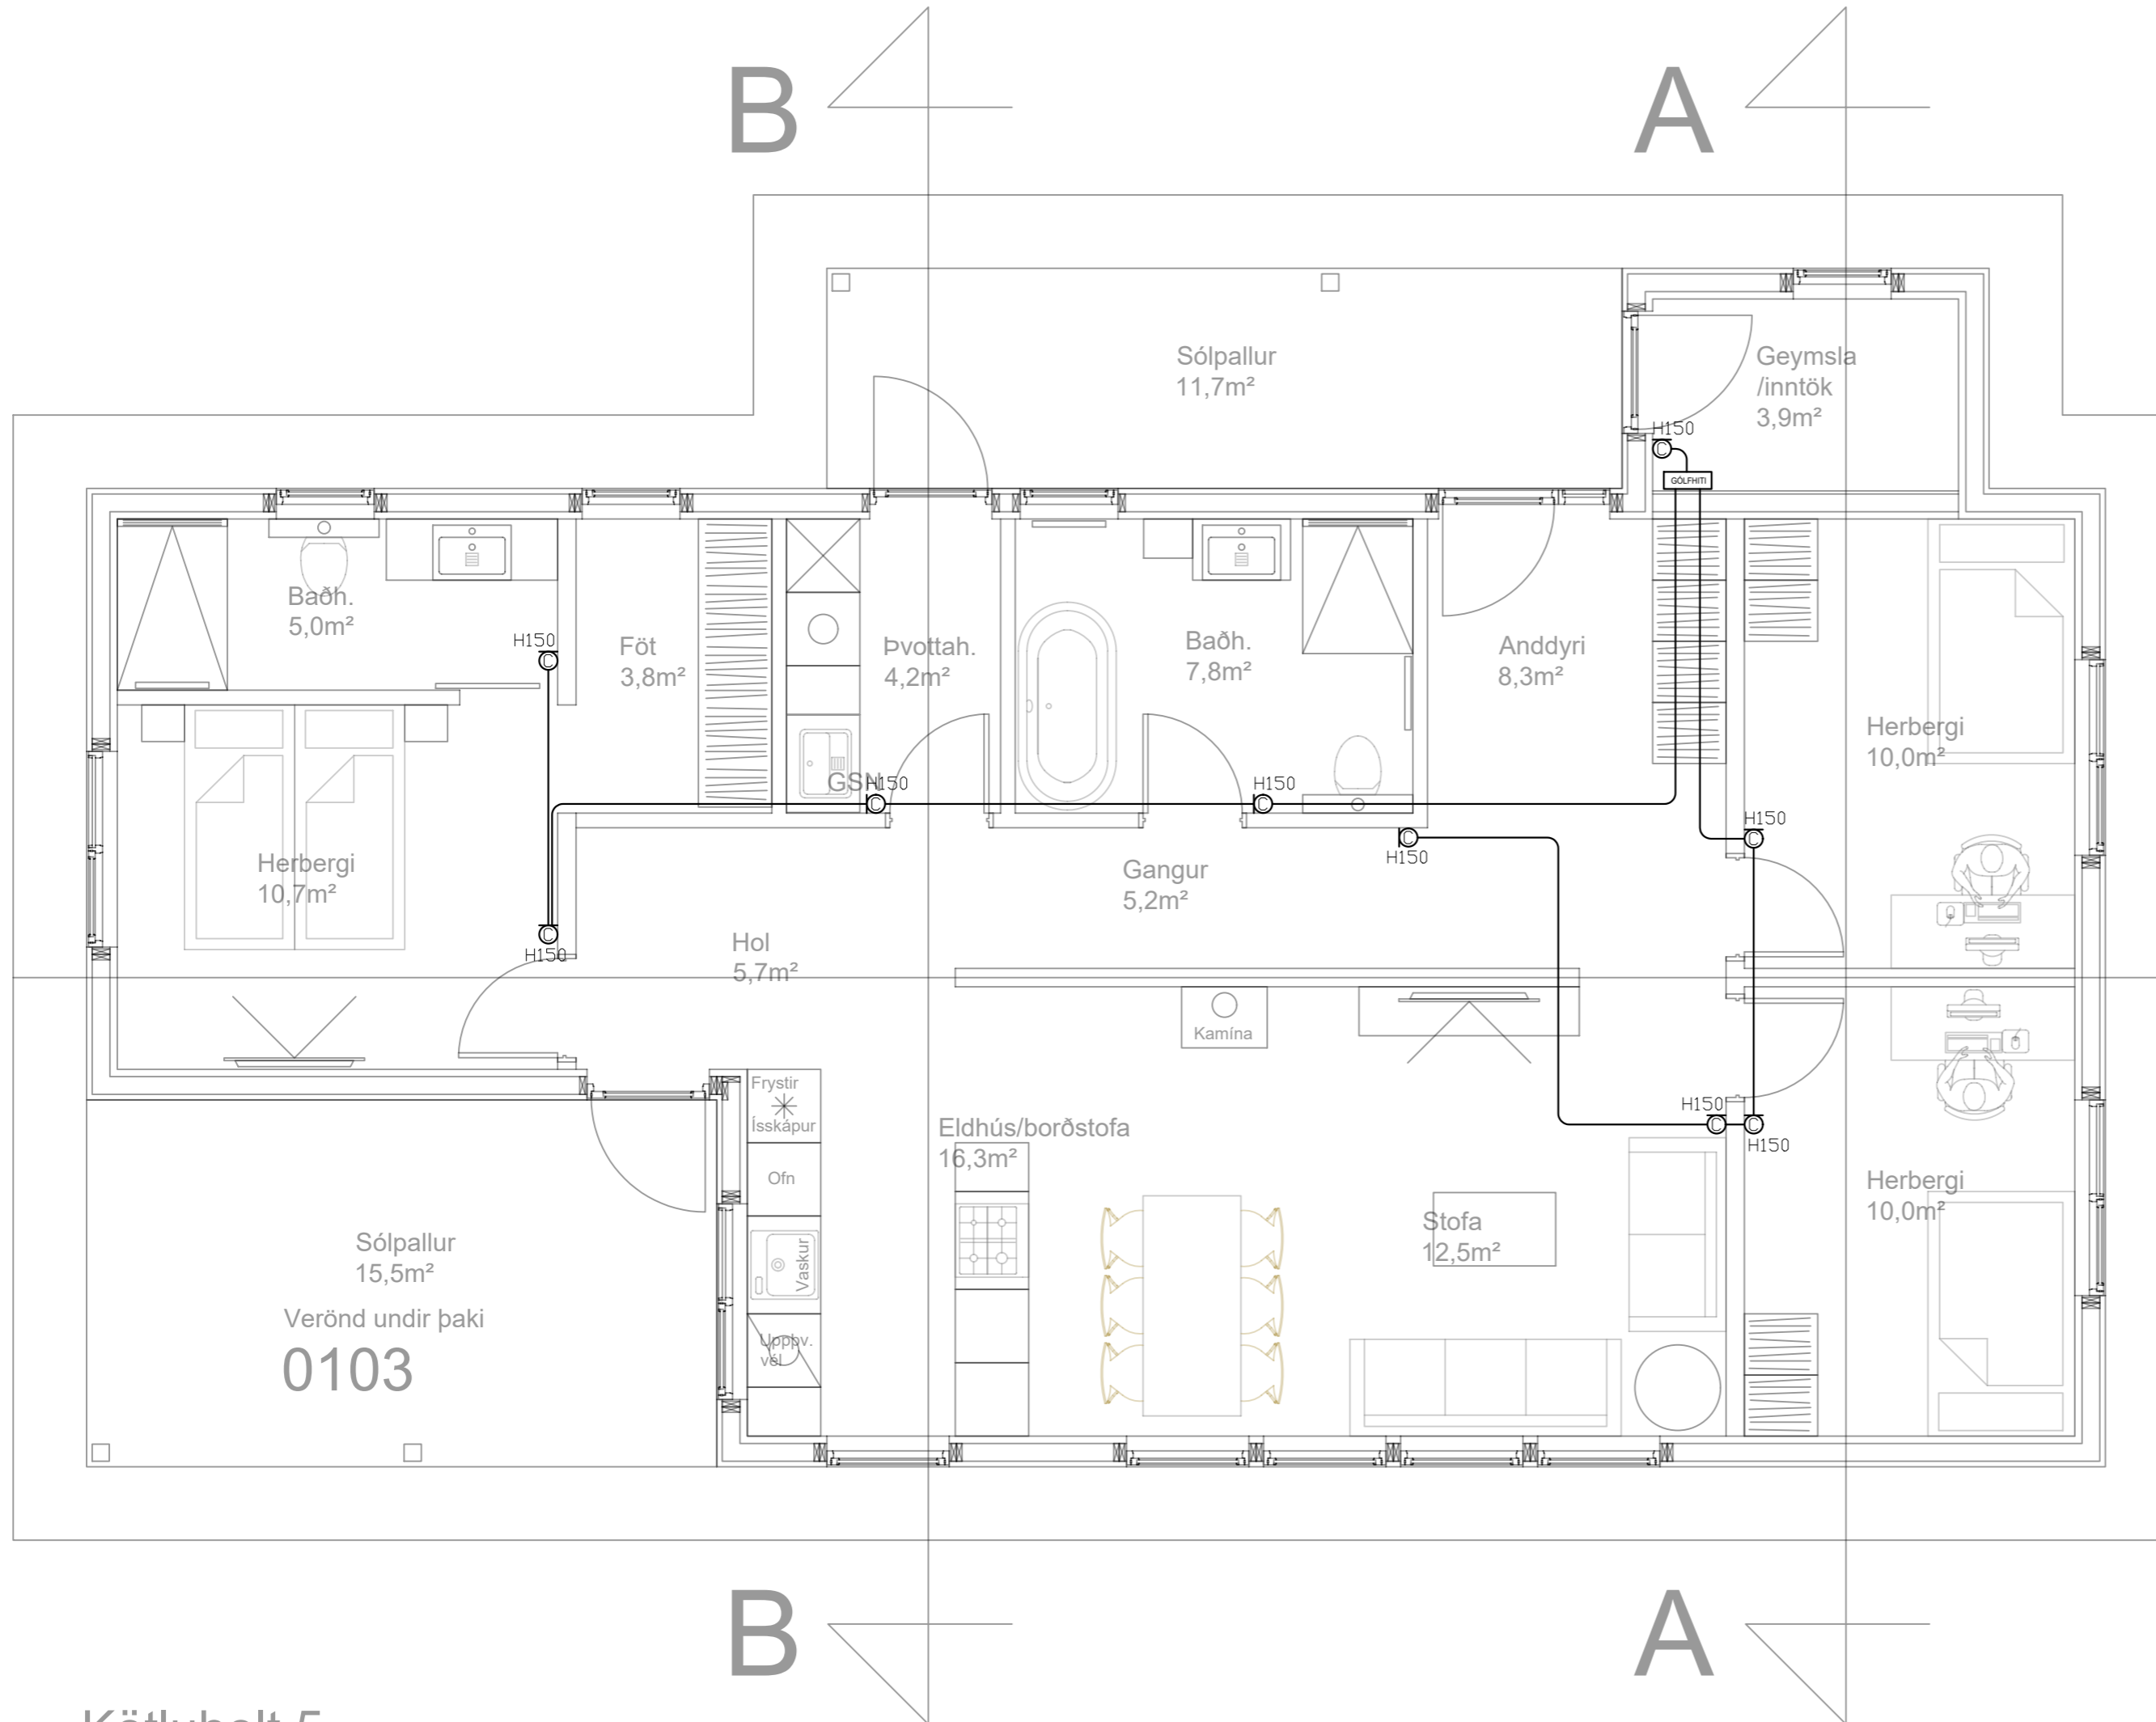 B
A
Sólpallur
11,7m²
Geymsla
/inntök
3,9m²
H150
GÓLFHITI
Baðh.
5,0m²
H150
Föt
3,8m²
Þvottah.
4,2m²
Baðh.
7,8m²
Anddyri
8,3m²
Herbergi
10,0m²
GSN
H150
H150
H150
H150
Herbergi
10,7m²
H150
Gangur
5,2m²
Hol
5,7m²
Kamína
Frystir
Ísskápur
Ofn
Vaskur
Uppþv.
vél
Eldhús/borðstofa
16,3m²
H150
H150
Herbergi
10,0m²
Stofa
12,5m²
Sólpallur
15,5m²
Verönd undir þaki
0103
B
A